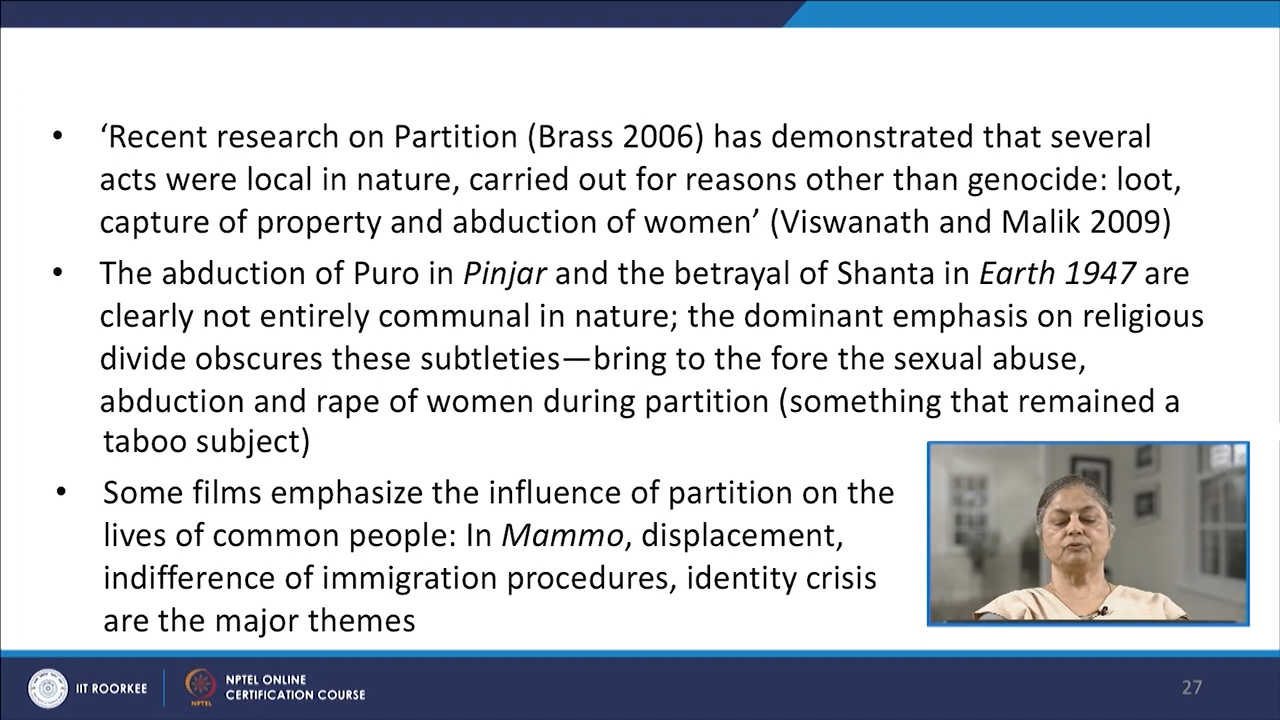 • ‘Recent research on Partition (Brass 2006) has demonstrated that several
acts were local in nature, carried out for reasons other than genocide: loot,
capture of property and abduction of women’ (Viswanath and Malik 2009)
• The abduction of Puro in Pinjar and the betrayal of Shanta in Earth 1947 are
clearly not entirely communal in nature; the dominant emphasis on religious
divide obscures these subtleties—bring to the fore the sexual abuse,
abduction and rape of women during partition (something that remained a
taboo subject)
• Some films emphasize the influence of partition on the
lives of common people: In Mammo, displacement,
indifference of immigration procedures, identity crisis
are the major themes
IIT ROORKEE
NPTEL
NPTEL ONLINE
CERTIFICATION COURSE
27